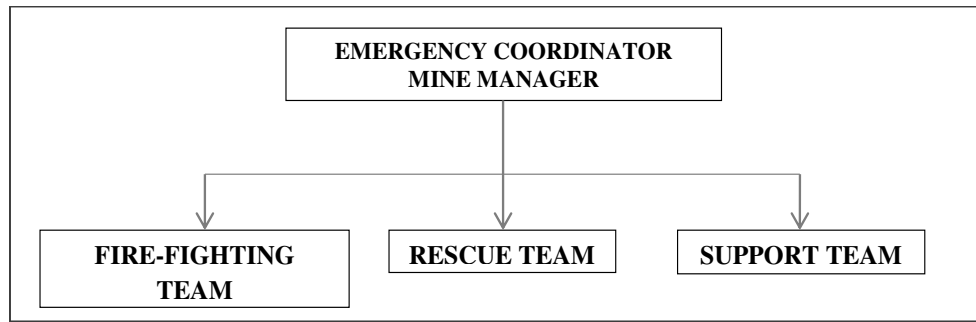 EMERGENCY COORDINATOR
MINE MANAGER
FIRE-FIGHTING
TEAM
RESCUE TEAM
SUPPORT TEAM